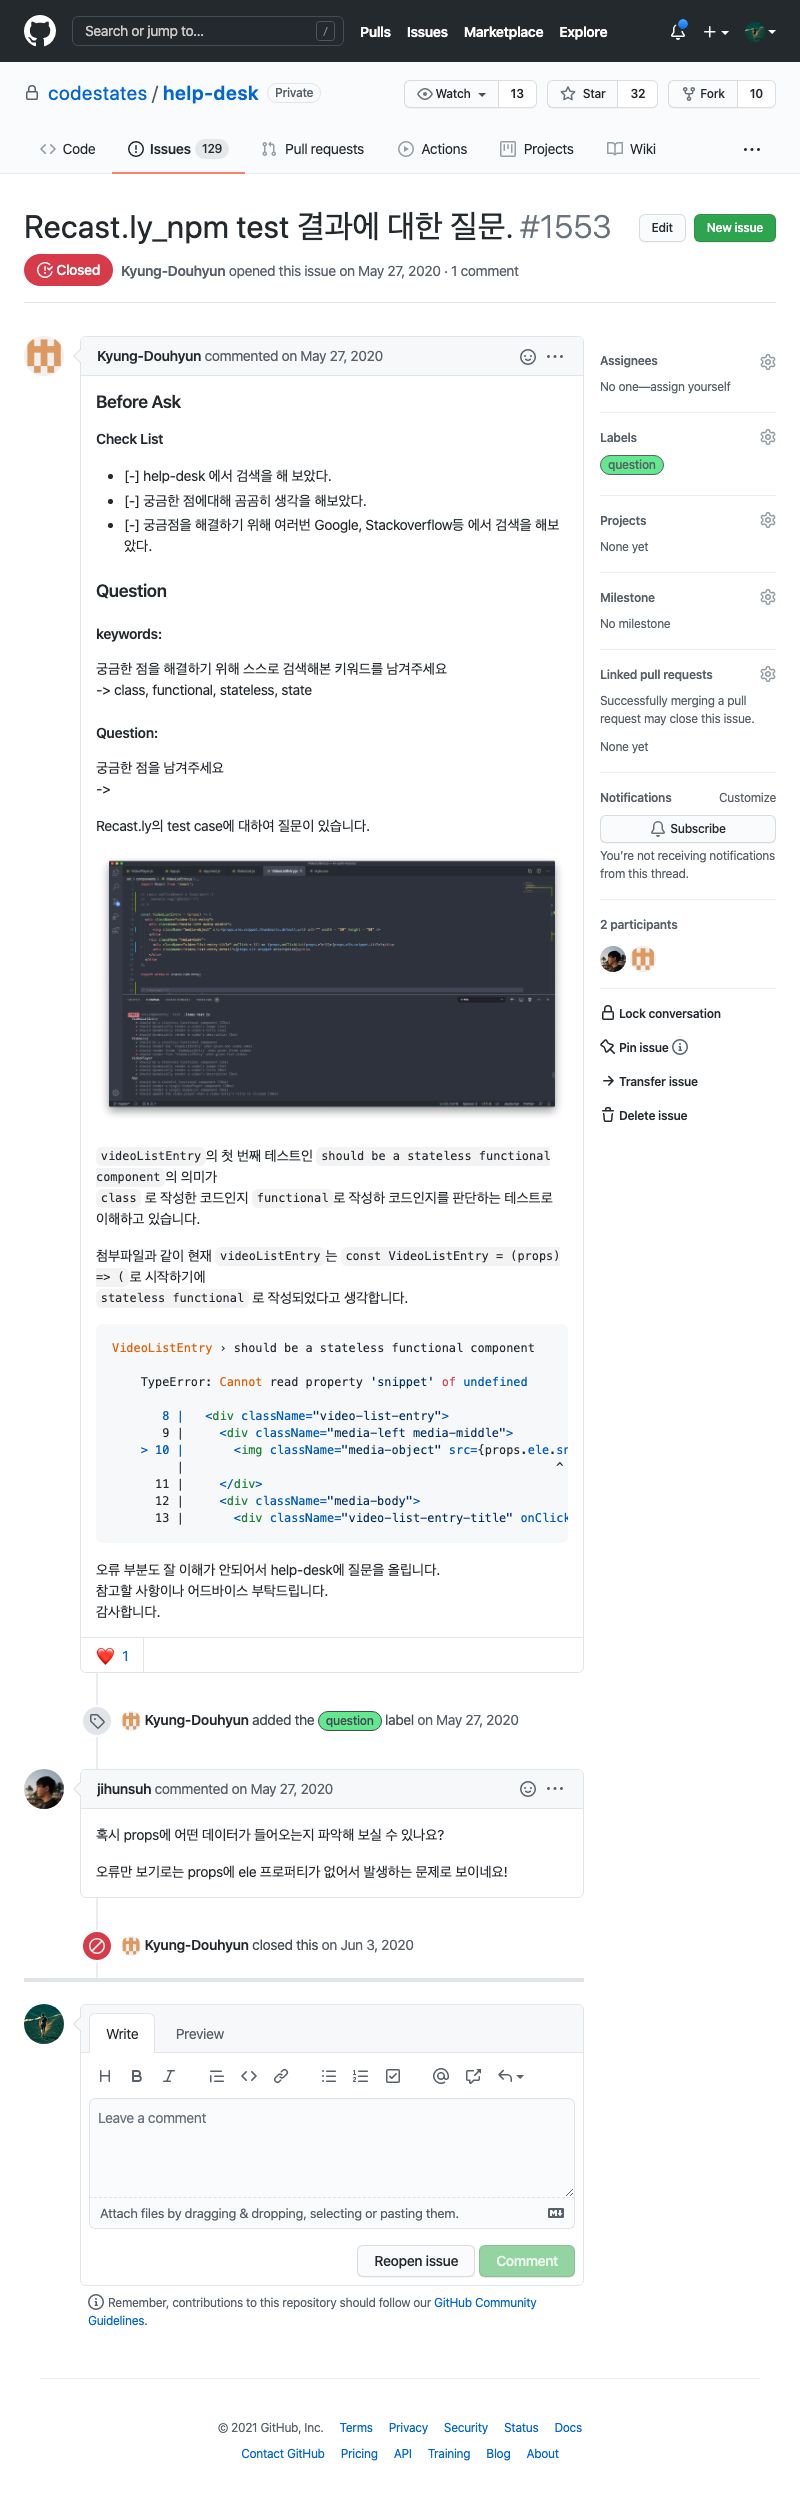 Search or jump to... /
Pulls Issues Marketplace Explore
codestates / help-desk Private
Watch 13 Star 32 Fork 10
Code Issues 129 Pull requests Actions Projects Wiki
Recast.ly_npm test 결과에 대한 질문. #1553
Edit New issue
Closed Kyung-Douhyun opened this issue on May 27, 2020 · 1 comment
Kyung-Douhyun commented on May 27, 2020
Before Ask
Check List
[-] help-desk 에서 검색을 해 보았다.
[-] 궁금한 점에대해 곰곰히 생각을 해보았다.
[-] 궁금점을 해결하기 위해 여러번 Google, Stackoverflow등 에서 검색을 해보
았다.
Question
keywords:
궁금한 점을 해결하기 위해 스스로 검색해본 키워드를 남겨주세요
-> class, functional, stateless, state
Question:
궁금한 점을 남겨주세요
->
Recast.ly의 test case에 대하여 질문이 있습니다.
videoListEntry 의 첫 번째 테스트인 should be a stateless functional
component 의 의미가
class 로 작성한 코드인지 functional 로 작성하 코드인지를 판단하는 테스트로
이해하고 있습니다.
첨부파일과 같이 현재 videoListEntry 는 const VideoListEntry = (props)
=> ( 로 시작하기에
stateless functional 로 작성되었다고 생각합니다.
VideoListEntry › should be a stateless functional component
TypeError: Cannot read property 'snippet' of undefined
8 | <div className="video-list-entry">
9 | <div className="media-left media-middle">
> 10 | <img className="media-object" src={props.ele.sn
| ^
11 | </div>
12 | <div className="media-body">
13 | <div className="video-list-entry-title" onClick
오류 부분도 잘 이해가 안되어서 help-desk에 질문을 올립니다.
참고할 사항이나 어드바이스 부탁드립니다.
감사합니다.
❤️ 1
Kyung-Douhyun added the question label on May 27, 2020
jihunsuh commented on May 27, 2020
혹시 props에 어떤 데이터가 들어오는지 파악해 보실 수 있나요?
오류만 보기로는 props에 ele 프로퍼티가 없어서 발생하는 문제로 보이네요!
Kyung-Douhyun closed this on Jun 3, 2020
Write Preview
Leave a comment
Attach files by dragging & dropping, selecting or pasting them.
Reopen issue Comment
Remember, contributions to this repository should follow our GitHub Community
Guidelines.
Assignees
No one—assign yourself
Labels
question
Projects
None yet
Milestone
No milestone
Linked pull requests
Successfully merging a pull
request may close this issue.
None yet
Notifications Customize
Subscribe
You're not receiving notifications
from this thread.
2 participants
Lock conversation
Pin issue
Transfer issue
Delete issue
© 2021 GitHub, Inc. Terms Privacy Security Status Docs
Contact GitHub Pricing API Training Blog About